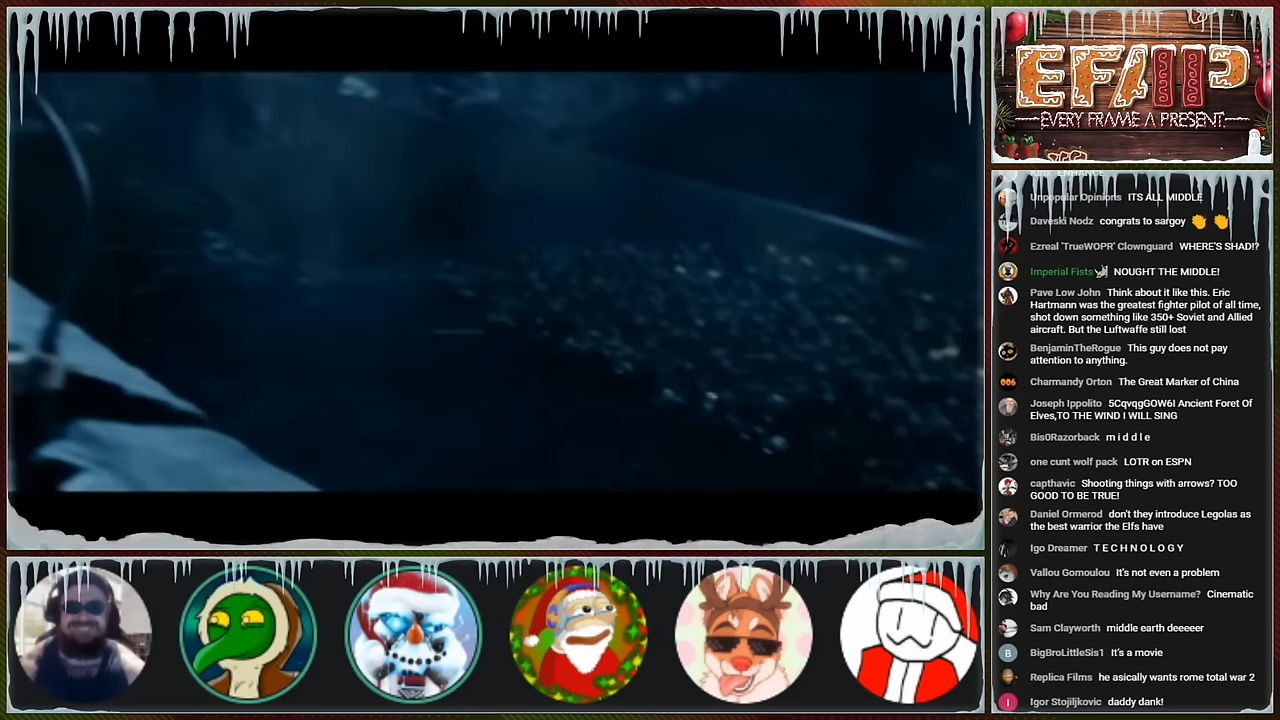 EFAP
EVERY FRAME A PRESENT
ENHANCE
Unpopular Opinions ITS ALL MIDDLE
Daveski Nodz congrats to sargoy
Ezreal 'TrueWOPR' Clownguard WHERE'S SHAD!?
Imperial Fists NOUGHT THE MIDDLE!
Pave Low John Think about it like this. Eric
Hartmann was the greatest fighter pilot of all time,
shot down something like 350+ Soviet and Allied
aircraft. But the Luftwaffe still lost
BenjaminTheRogue This guy does not pay
attention to anything.
Charmandy Orton The Great Marker of China
Joseph Ippolito 5CqvqgGOW6I Ancient Foret Of
Elves,TO THE WIND I WILL SING
Bis0Razorback m i d d l e
one cunt wolf pack LOTR on ESPN
capthavic Shooting things with arrows? TOO
GOOD TO BE TRUE!
Daniel Ormerod don't they introduce Legolas as
the best warrior the Elfs have
Igo Dreamer T E C H N O L O G Y
Vallou Gomoulou It's not even a problem
Why Are You Reading My Username? Cinematic
bad
Sam Clayworth middle earth deeeeer
B
BigBroLittleSis1 It's a movie
Replica Films he asically wants rome total war 2
I
Igor Stojiljkovic daddy dank!